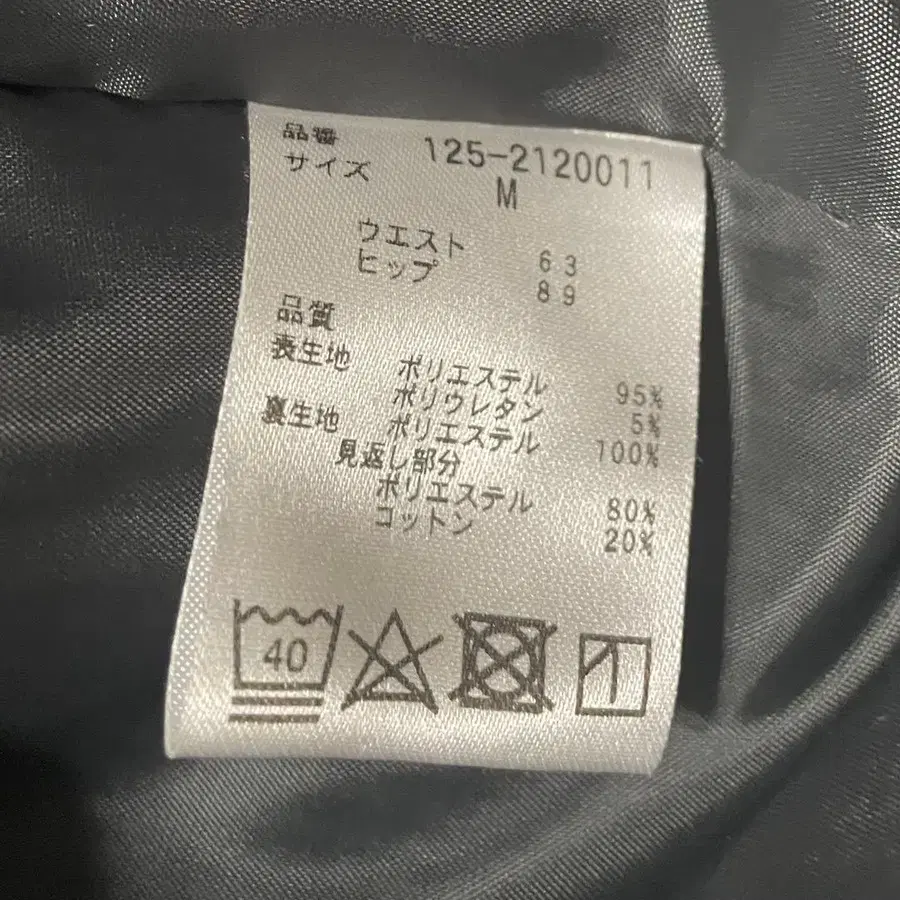 品番 125-2120011
サイズ M
ウエスト 63
ヒップ 89
品質
表生地 ポリエステル 95%
ポリウレタン 5%
裏生地 ポリエステル 100%
見返し部分
ポリエステル 80%
コットン 20%
40